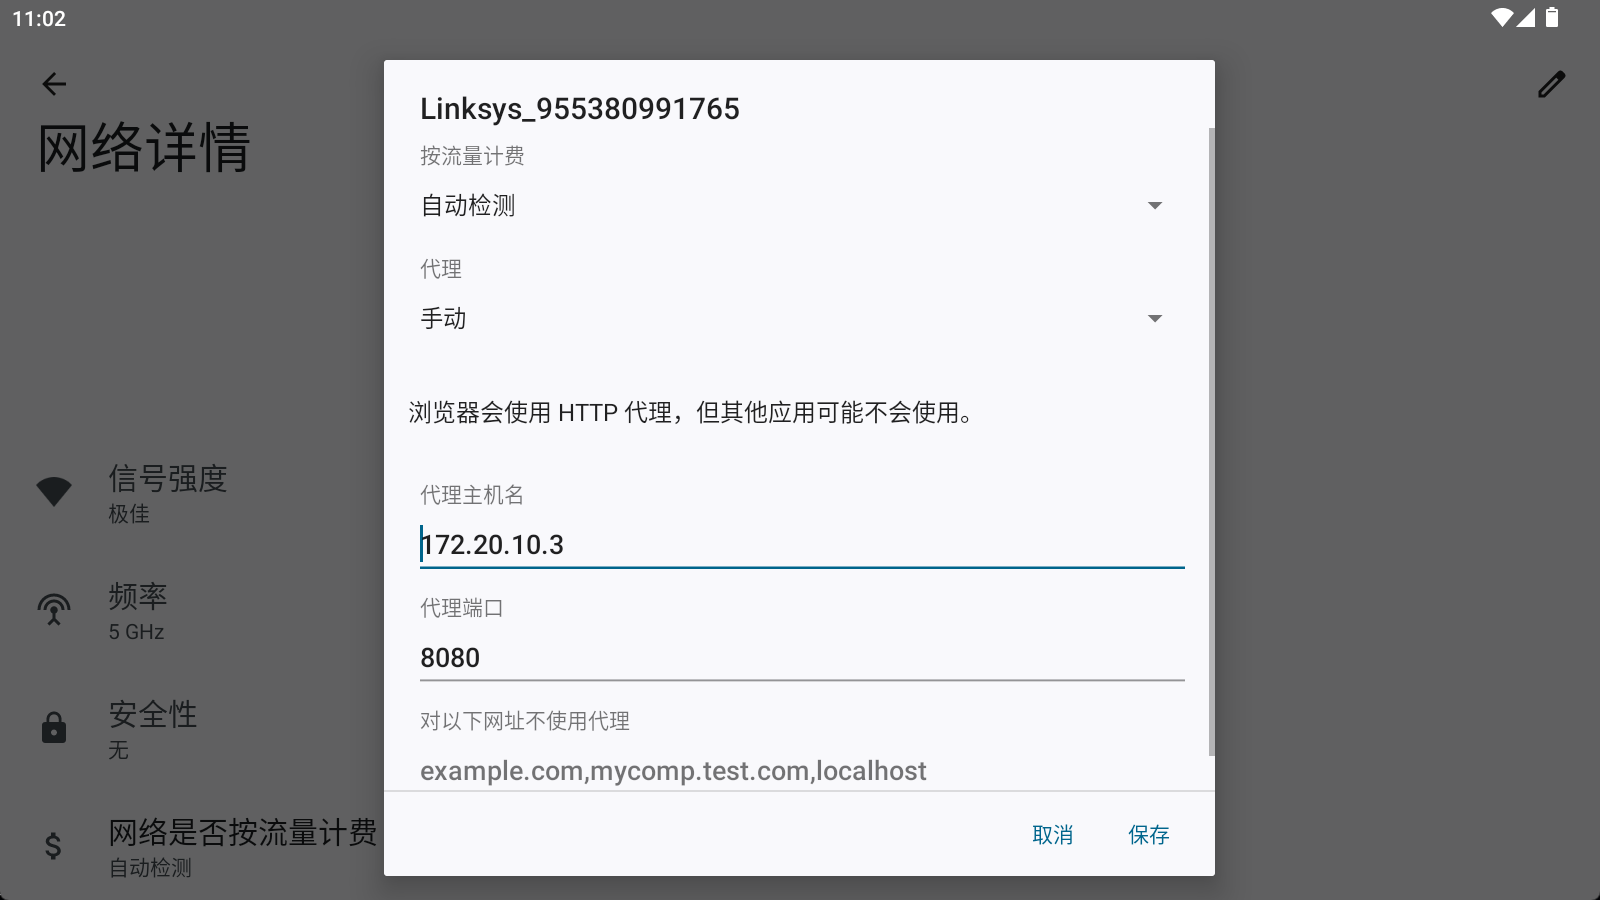 11:02
网络详情
Linksys_955380991765
按流量计费
自动检测
代理
手动
浏览器会使用 HTTP 代理，但其他应用可能不会使用。
代理主机名
172.20.10.3
代理端口
8080
对以下网址不使用代理
example.com,mycomp.test.com,localhost
取消
保存
信号强度
极佳
频率
5 GHz
安全性
无
网络是否按流量计费
自动检测